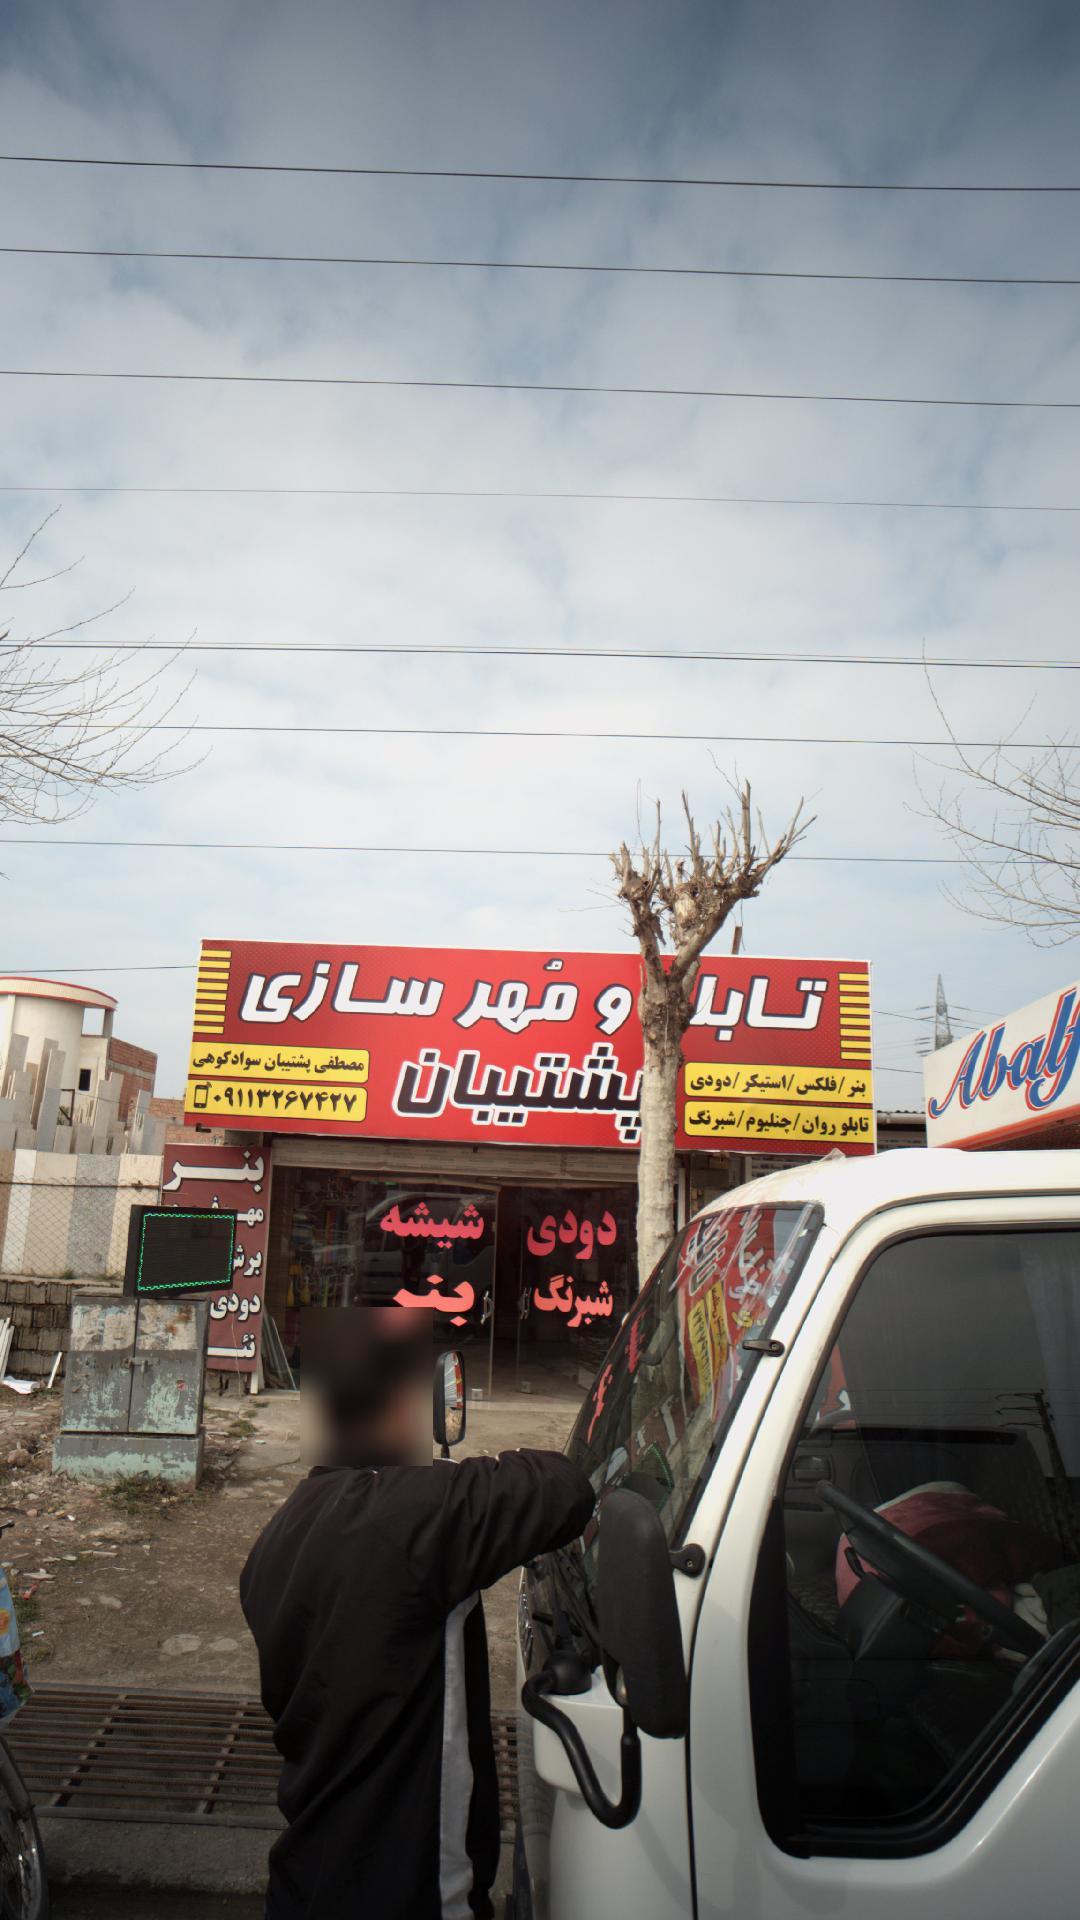 تابلو و مُهر سازی
پشتیبان
مصطفی پشتیبان سوادکوهی
۰۹۱۱۳۲۶۷۴۲۷
بنر/فلکس/استیکر/دودی
تابلو روان/چنلیوم/شبرنگ
Abalf
بنر
مهر
دودی
دودی
شیشه
شبرنگ
بنر